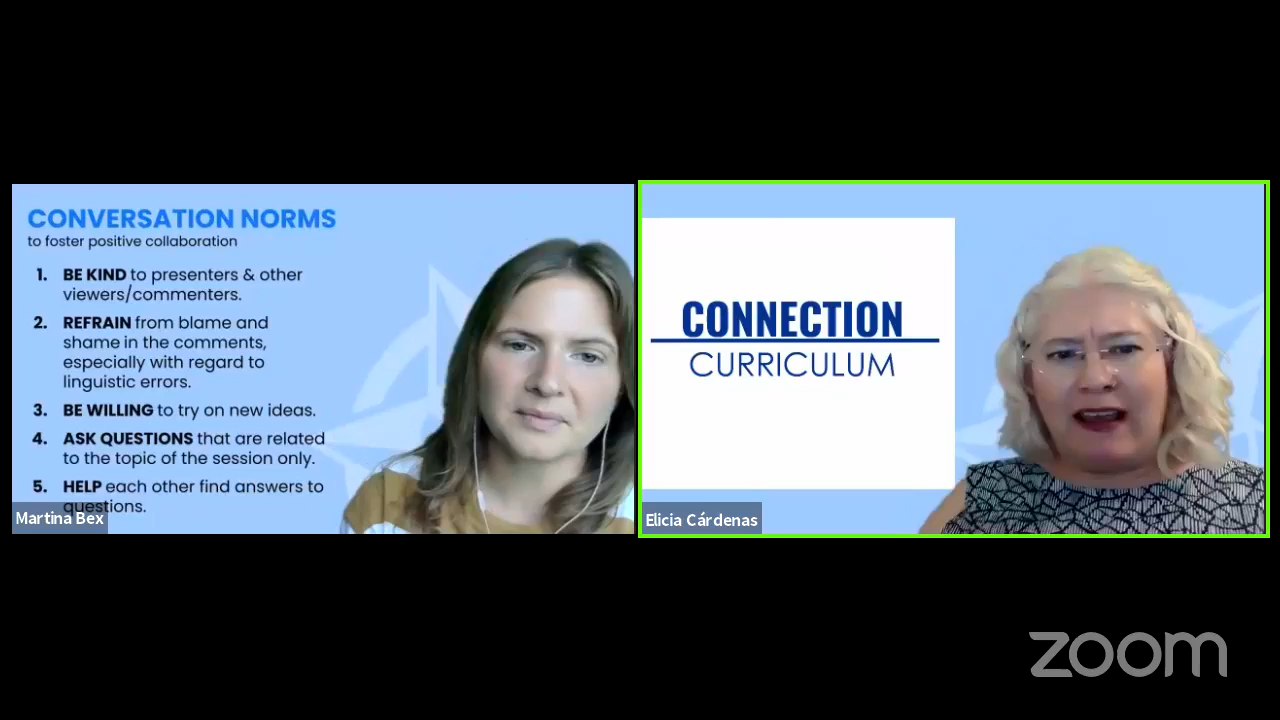 CONVERSATION NORMS
to foster positive collaboration
1. BE KIND to presenters & other
viewers/commenters.
2. REFRAIN from blame and
shame in the comments,
especially with regard to
linguistic errors.
3. BE WILLING to try on new ideas.
4. ASK QUESTIONS that are related
to the topic of the session only.
5. HELP each other find answers to
questions.
Martina Bex
CONNECTION
CURRICULUM
Elicia Cárdenas
zoom